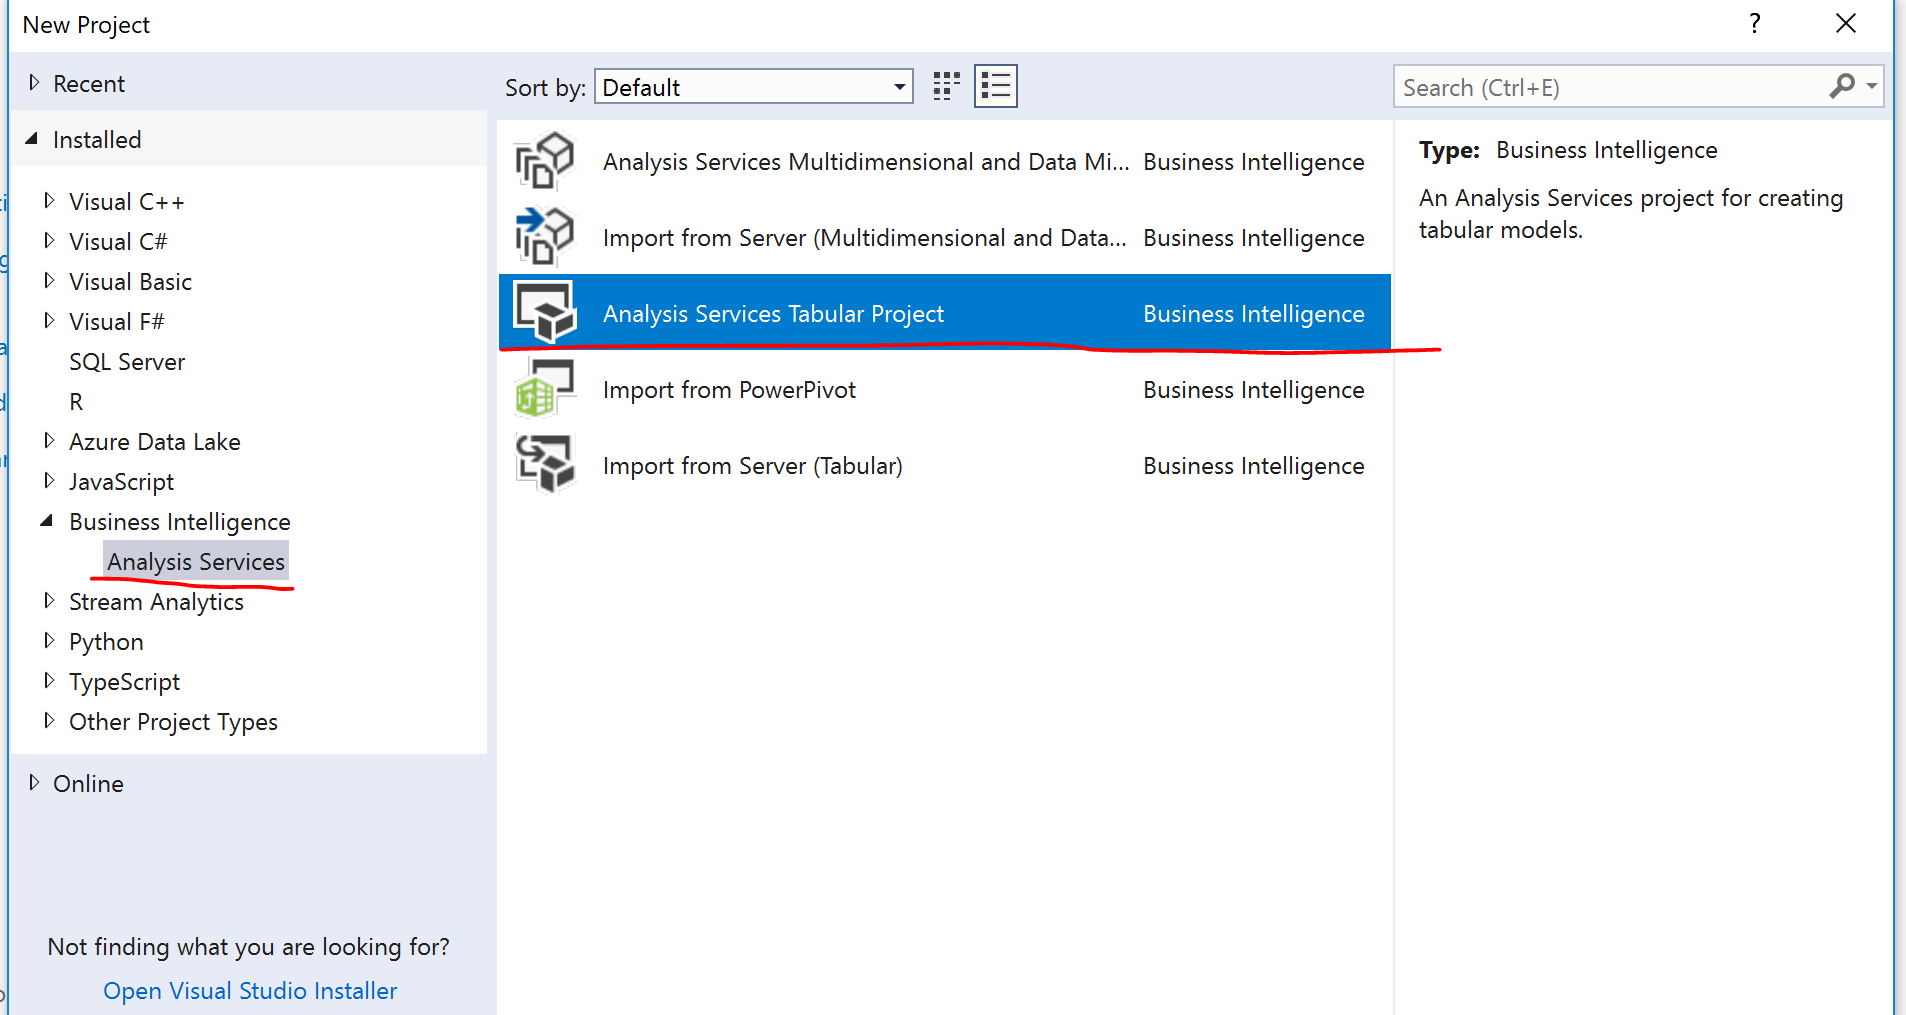 New Project
?
Recent
Installed
Visual C++
Visual C#
Visual Basic
Visual F#
SQL Server
R
Azure Data Lake
JavaScript
Business Intelligence
Analysis Services
Stream Analytics
Python
TypeScript
Other Project Types
Online
Not finding what you are looking for?
Open Visual Studio Installer
Sort by: Default
Search (Ctrl+E)
Analysis Services Multidimensional and Data Mi... Business Intelligence
Import from Server (Multidimensional and Data... Business Intelligence
Analysis Services Tabular Project Business Intelligence
Import from PowerPivot Business Intelligence
Import from Server (Tabular) Business Intelligence
Type: Business Intelligence
An Analysis Services project for creating
tabular models.